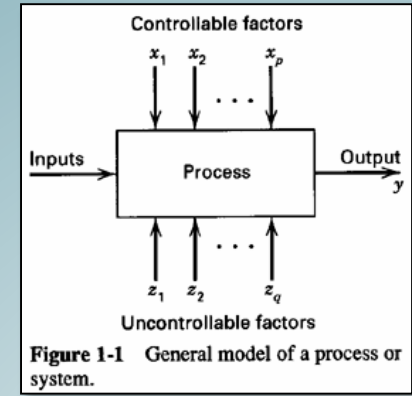 Controllable factors
x1 x2 xp
. . .
Inputs
Process
Output
y
. . .
z1 z2 zq
Uncontrollable factors
Figure 1-1 General model of a process or
system.